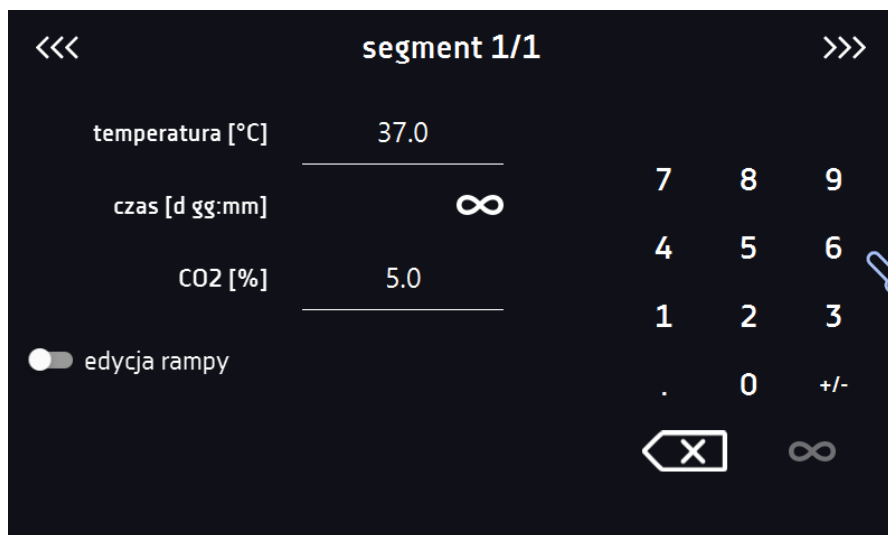 <<< segment 1/1 >>>
temperatura [°C] 37.0
czas [d gg:mm] ∞
CO2 [%] 5.0
edycja rampy
7 8 9
4 5 6
1 2 3
. 0 +/-
∞